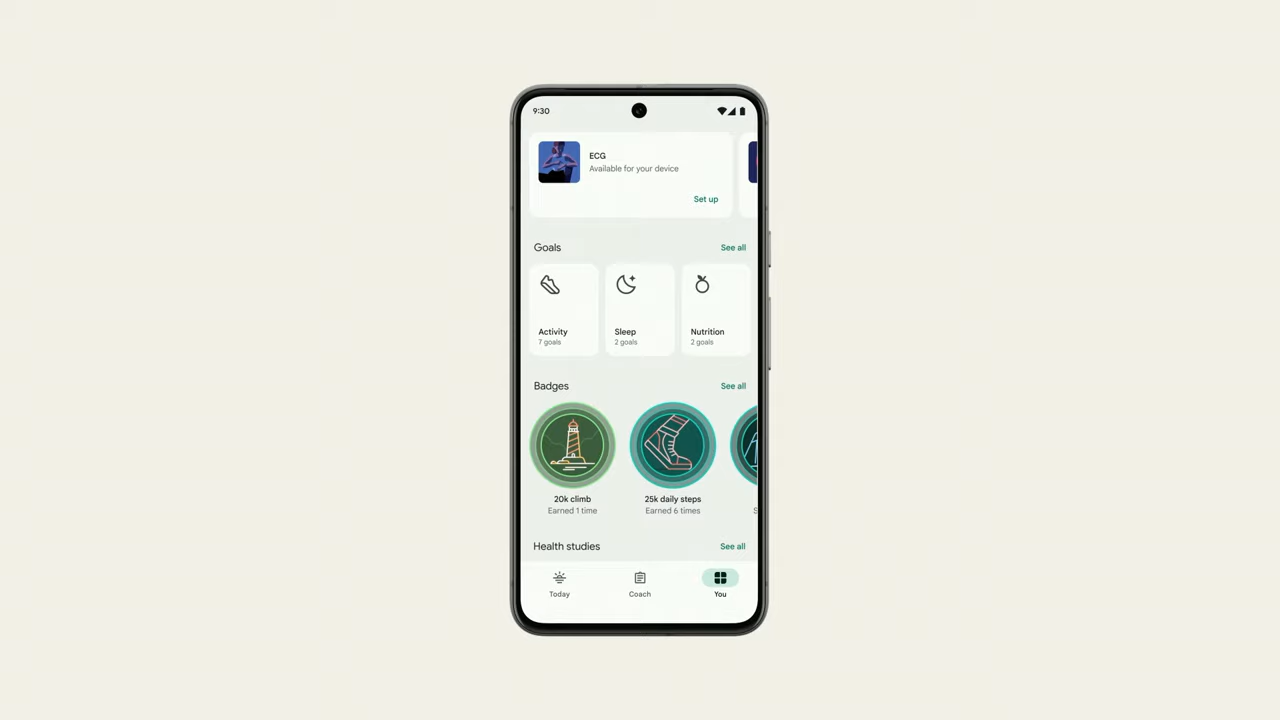 9:30
ECG
Available for your device
Set up
Goals See all
Activity Sleep Nutrition
7 goals 2 goals 2 goals
Badges See all
20k climb 25k daily steps
Earned 1 time Earned 6 times S
Health studies See all
Today Coach You